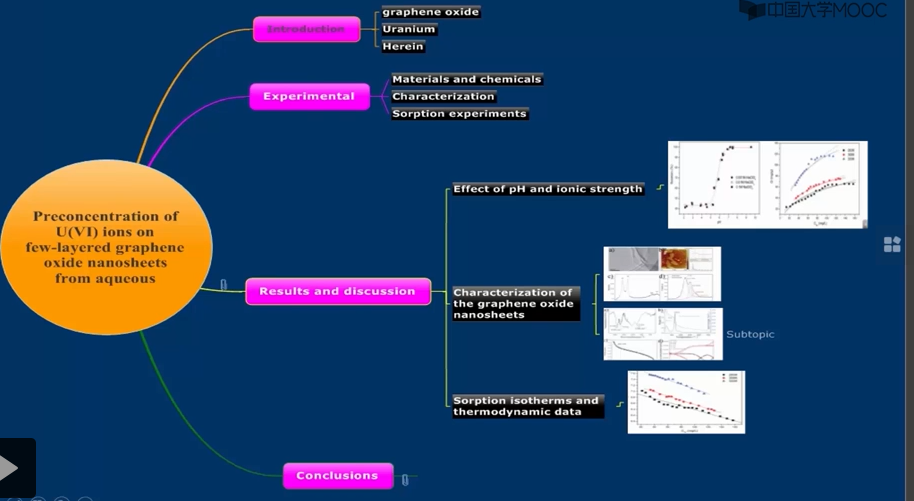 中国大学MOOC
Introduction
graphene oxide
Uranium
Herein
Experimental
Materials and chemicals
Characterization
Sorption experiments
Preconcentration of
U(VI) ions on
few-layered graphene
oxide nanosheets
from aqueous
Results and discussion
Effect of pH and ionic strength
Characterization of
the graphene oxide
nanosheets
Subtopic
Sorption isotherms and
thermodynamic data
Conclusions